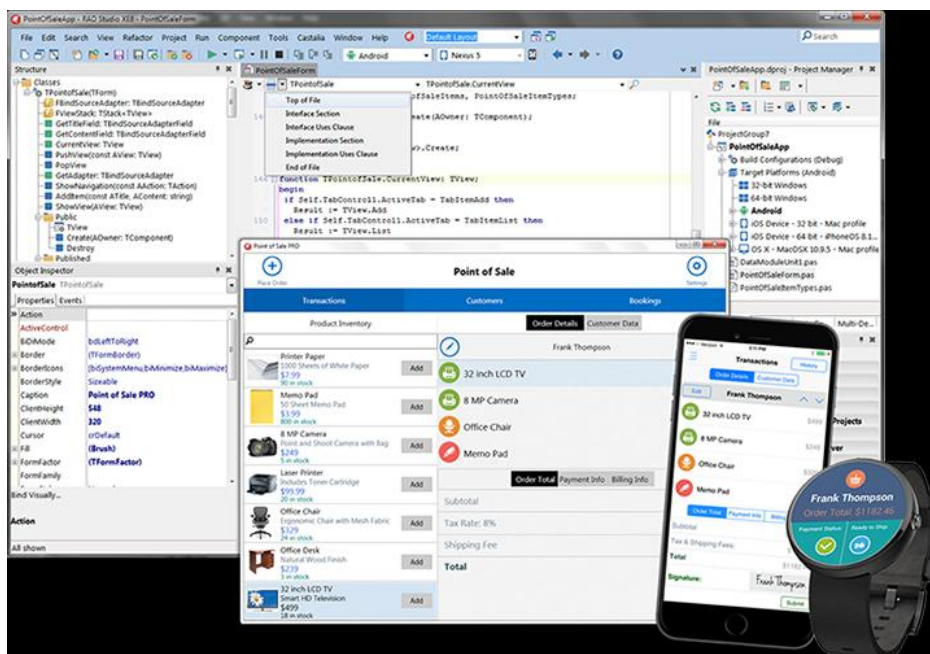 PointOfSaleApp - RAD Studio XE8 - PointOfSaleForm
File Edit Search View Refactor Project Run Component Tools Castalia Window Help
Default Layout
Search
Android
Nexus 5
Structure
Classes
TPointofSale(TForm)
FBindSourceAdapter: TBindSourceAdapter
FViewStack: TStack<TView>
GetTitleField: TBindSourceAdapterField
GetContentField: TBindSourceAdapterField
CurrentView: TView
PushView(const AView: TView)
PopView
GetAdapter: TBindSourceAdapter
ShowNavigation(const AAction: TAction)
AddItem(const ATitle, AContent: string)
ShowView(AView: TView)
Public
TView
Create(AOwner: TComponent)
Destroy
Published
Object Inspector
PointofSale TPointofSale
Properties Events
Action
ActiveControl
BiDiMode bdLeftToRight
Border (TFormBorder)
BorderIcons [biSystemMenu,biMinimize,biMaximize]
BorderStyle Sizeable
Caption Point of Sale PRO
ClientHeight 548
ClientWidth 320
Cursor crDefault
Fill (Brush)
FormFactor (TFormFactor)
FormFamily
Bind Visually...
Action
All shown
PointOfSaleForm
TPointofSale
TPointofSale.CurrentView
Top of File
Interface Section
Interface Uses Clause
Implementation Section
Implementation Uses Clause
End of File
ofSaleItems, PointOfSaleItemTypes;
eate(AOwner: TComponent);
w>.Create;
144 function TPointofSale.CurrentView: TView;
begin
if Self.TabControl1.ActiveTab = TabItemAdd then
Result := TView.Add
150 else if Self.TabControl1.ActiveTab = TabItemList then
Result := TView.List
PointOfSaleApp.dproj - Project Manager
File
ProjectGroup7
PointOfSaleApp
Build Configurations (Debug)
Target Platforms (Android)
32-bit Windows
64-bit Windows
Android
iOS Device - 32 bit - Mac profile
iOS Device - 64 bit - iPhoneOS 8.1...
OS X - MacOSX 10.9.5 - Mac profile
DataModuleUnit1.pas
PointOfSaleForm.pas
PointOfSaleItemTypes.pas
Multi-De...
Projects
Point of Sale PRO
Place Order
Point of Sale
Settings
Transactions
Customers
Bookings
Product Inventory
Printer Paper
1000 Sheets of White Paper
$7.99
90 in stock
Add
Memo Pad
50 Sheet Memo Pad
$3.99
800 in stock
Add
8 MP Camera
Point and Shoot Camera with Bag
$249
5 in stock
Add
Laser Printer
Includes Toner Cartridge
$99.99
20 in stock
Add
Office Chair
Ergonomic Chair with Mesh Fabric
$329
24 in stock
Add
Office Desk
Natural Wood Finish
$239
3 in stock
Add
32 inch LCD TV
Smart HD Television
$499
18 in stock
Add
Order Details Customer Data
Frank Thompson
32 inch LCD TV
8 MP Camera
Office Chair
Memo Pad
Order Total Payment Info Billing Info
Subtotal
Tax Rate: 8%
Shipping Fee
Total
Transactions
History
Order Details Customer Data
Edit
Frank Thompson
32 inch LCD TV
$499
8 MP Camera
$249
Office Chair
Memo Pad
Order Total Payment Info
Subtotal
Tax & Shipping Fees:
Total
Signature:
Frank Thompson
Submit
Frank Thompson
Order Total: $1182.46
Payment Status
Ready to Ship